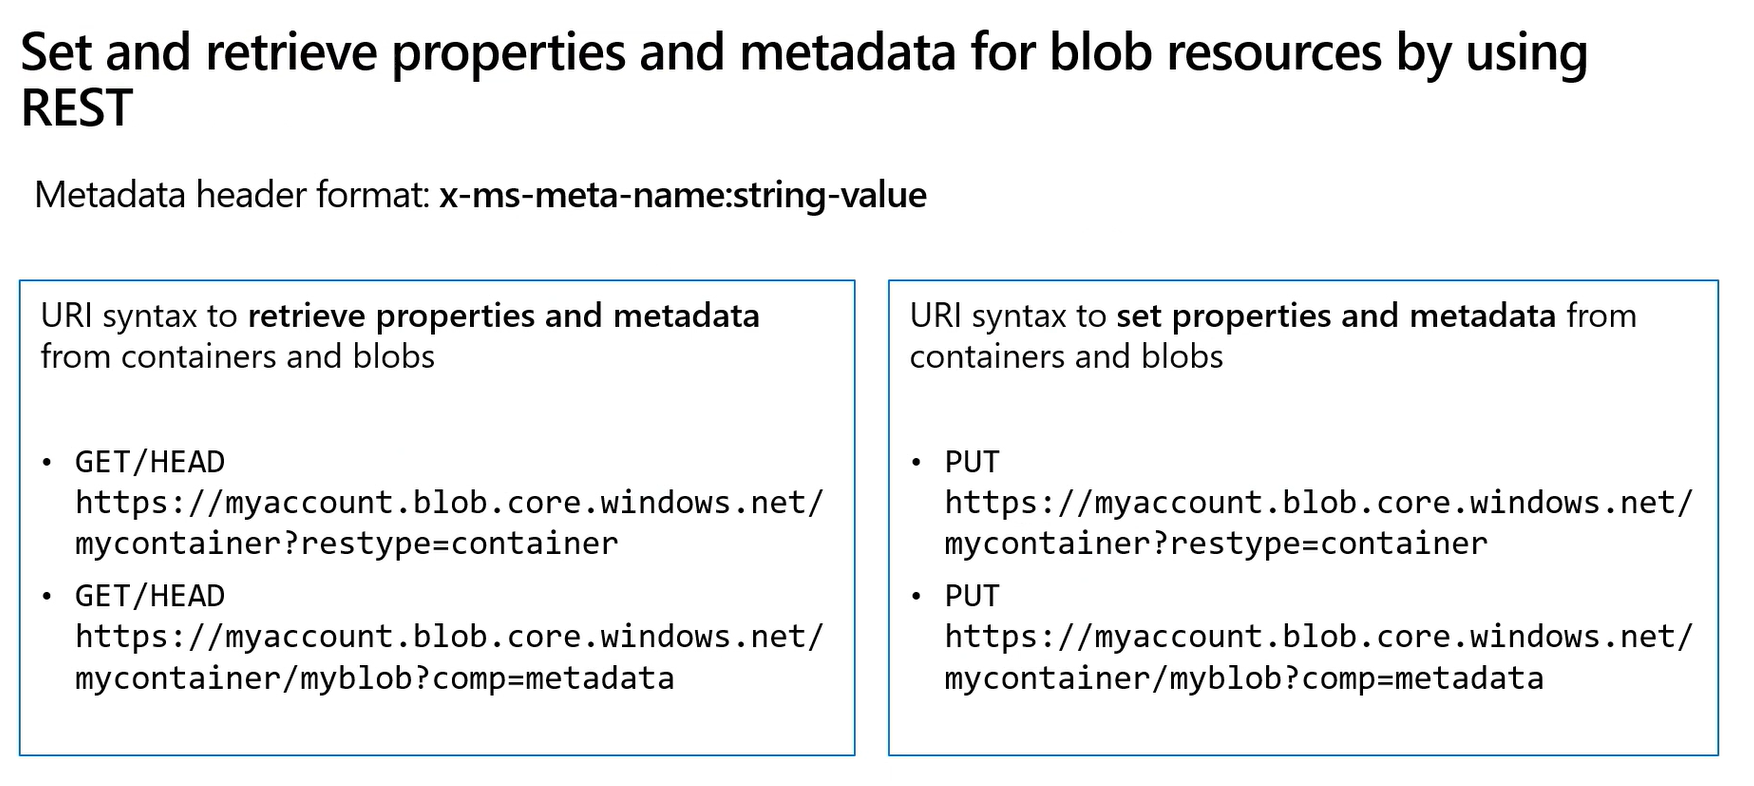 Set and retrieve properties and metadata for blob resources by using
REST
Metadata header format: x-ms-meta-name:string-value
URI syntax to retrieve properties and metadata
from containers and blobs
• GET/HEAD
https://myaccount.blob.core.windows.net/
mycontainer?restype=container
• GET/HEAD
https://myaccount.blob.core.windows.net/
mycontainer/myblob?comp=metadata
URI syntax to set properties and metadata from
containers and blobs
• PUT
https://myaccount.blob.core.windows.net/
mycontainer?restype=container
• PUT
https://myaccount.blob.core.windows.net/
mycontainer/myblob?comp=metadata